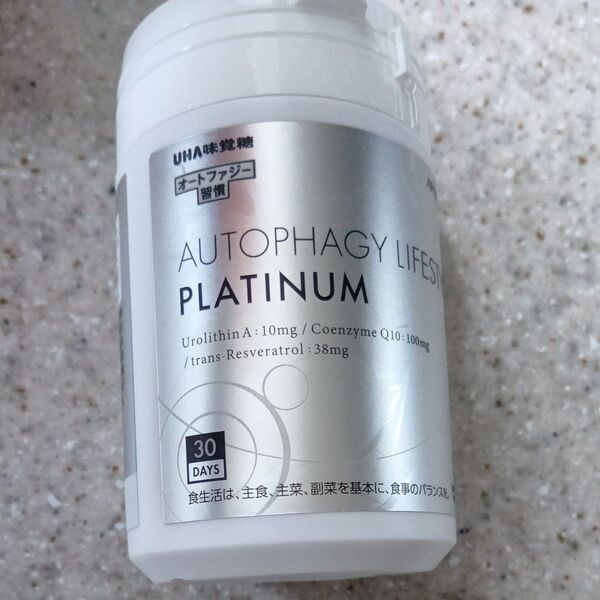 UHA味覚糖
オートファジー
習慣
AUTOPHAGY LIFEST
PLATINUM
Urolithin A : 10mg / Coenzyme Q10 : 100mg
/ trans-Resveratrol : 38mg
30
DAYS
食生活は、主食、主菜、副菜を基本に、食事のバランスを。